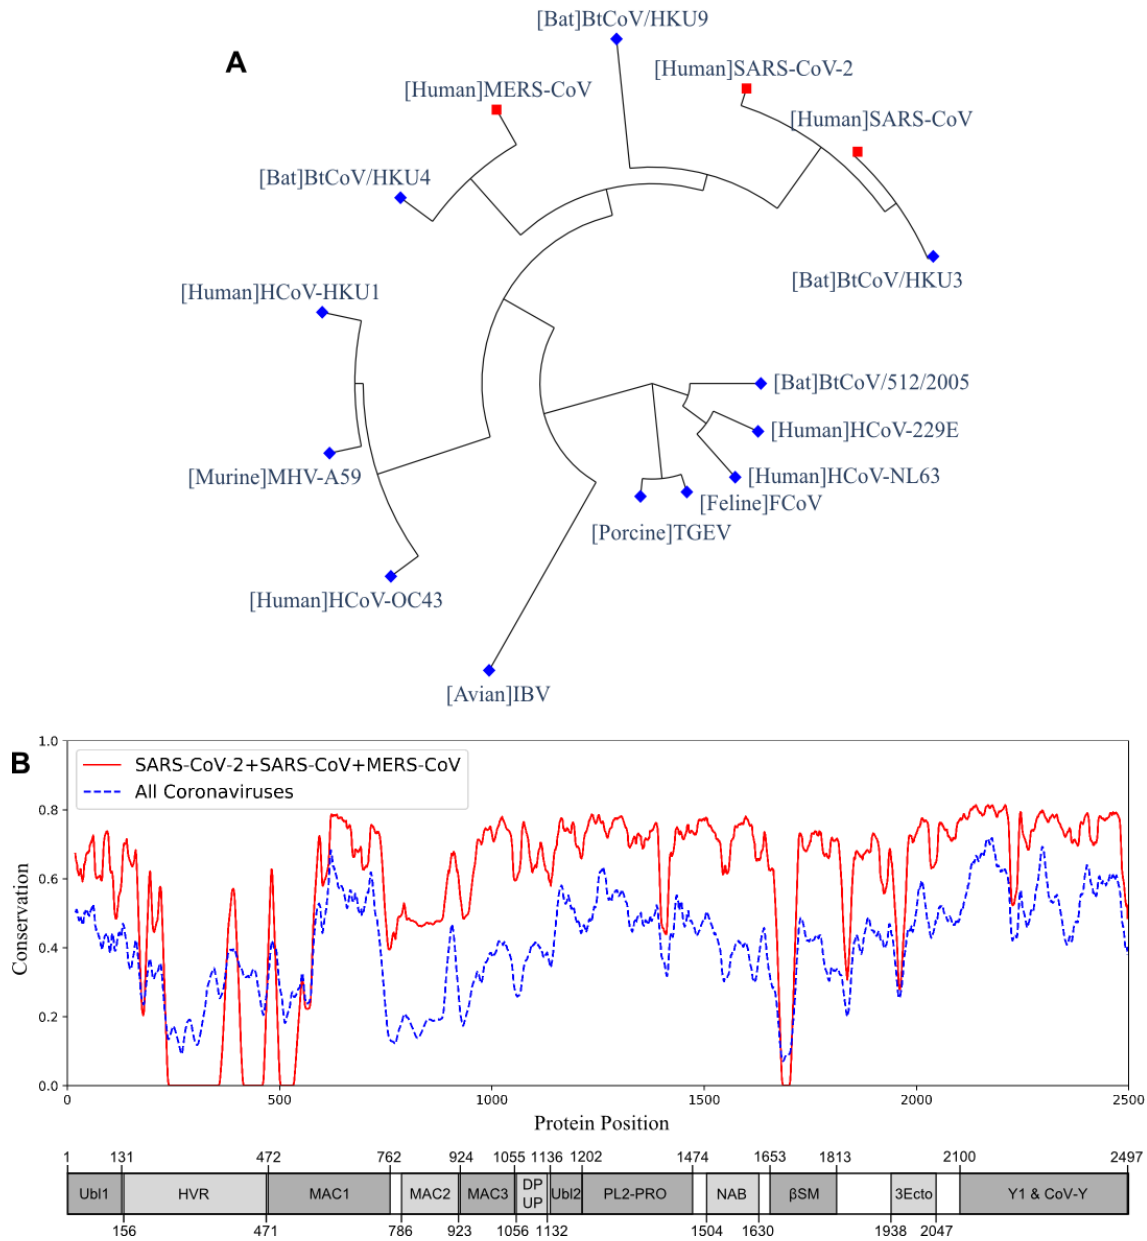 A
[Bat]BtCoV/HKU9
[Human]SARS-CoV-2
[Human]MERS-CoV
[Human]SARS-CoV
[Bat]BtCoV/HKU4
[Bat]BtCoV/HKU3
[Human]HCoV-HKU1
[Bat]BtCoV/512/2005
[Human]HCoV-229E
[Murine]MHV-A59
[Human]HCoV-NL63
[Feline]FCoV
[Porcine]TGEV
[Human]HCoV-OC43
[Avian]IBV
B
SARS-CoV-2+SARS-CoV+MERS-CoV
All Coronaviruses
1.0
0.8
0.6
0.4
0.2
0.0
Conservation
0 500 1000 1500 2000 2500
Protein Position
1 131 472 762 924 1055 1136 1202 1474 1653 1813 2100 2497
Ubl1 HVR MAC1 MAC2 MAC3 DP UP Ubl2 PL2-PRO NAB βSM 3Ecto Y1 & CoV-Y
156 471 786 923 1056 1132 1504 1630 1938 2047